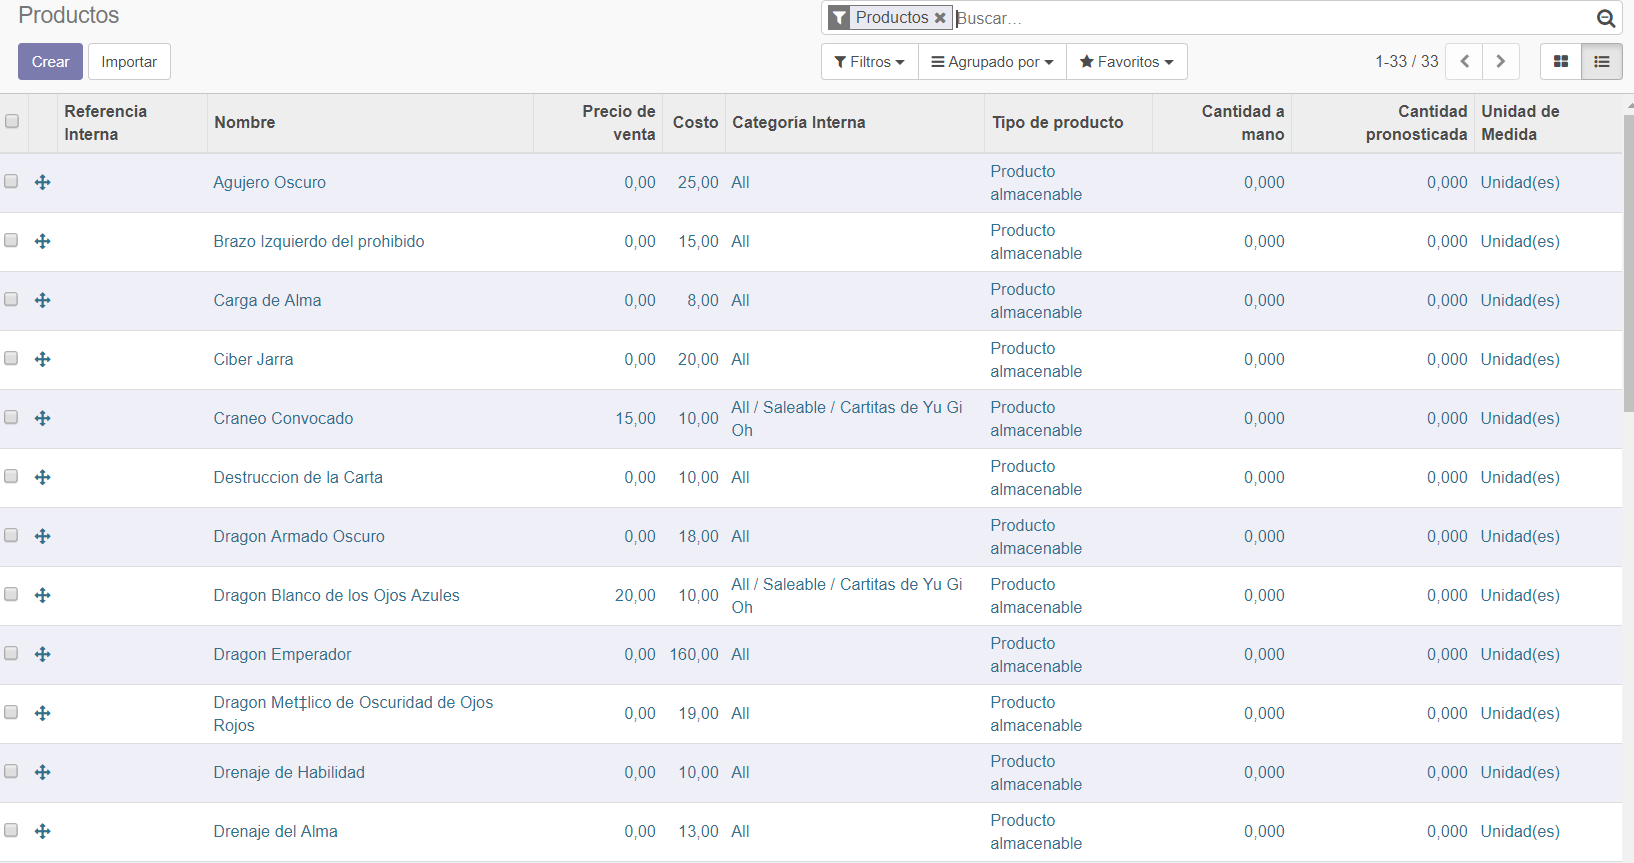 Productos
Productos ✖ Buscar...
Crear Importar
Filtros Agrupado por Favoritos 1-33 / 33
Referencia Interna Nombre Precio de venta Costo Categoría Interna Tipo de producto Cantidad a mano Cantidad pronosticada Unidad de Medida
Agujero Oscuro 0,00 25,00 All Producto almacenable 0,000 0,000 Unidad(es)
Brazo Izquierdo del prohibido 0,00 15,00 All Producto almacenable 0,000 0,000 Unidad(es)
Carga de Alma 0,00 8,00 All Producto almacenable 0,000 0,000 Unidad(es)
Ciber Jarra 0,00 20,00 All Producto almacenable 0,000 0,000 Unidad(es)
Craneo Convocado 15,00 10,00 All / Saleable / Cartitas de Yu Gi Oh Producto almacenable 0,000 0,000 Unidad(es)
Destruccion de la Carta 0,00 10,00 All Producto almacenable 0,000 0,000 Unidad(es)
Dragon Armado Oscuro 0,00 18,00 All Producto almacenable 0,000 0,000 Unidad(es)
Dragon Blanco de los Ojos Azules 20,00 10,00 All / Saleable / Cartitas de Yu Gi Oh Producto almacenable 0,000 0,000 Unidad(es)
Dragon Emperador 0,00 160,00 All Producto almacenable 0,000 0,000 Unidad(es)
Dragon Met‡lico de Oscuridad de Ojos Rojos 0,00 19,00 All Producto almacenable 0,000 0,000 Unidad(es)
Drenaje de Habilidad 0,00 10,00 All Producto almacenable 0,000 0,000 Unidad(es)
Drenaje del Alma 0,00 13,00 All Producto almacenable 0,000 0,000 Unidad(es)